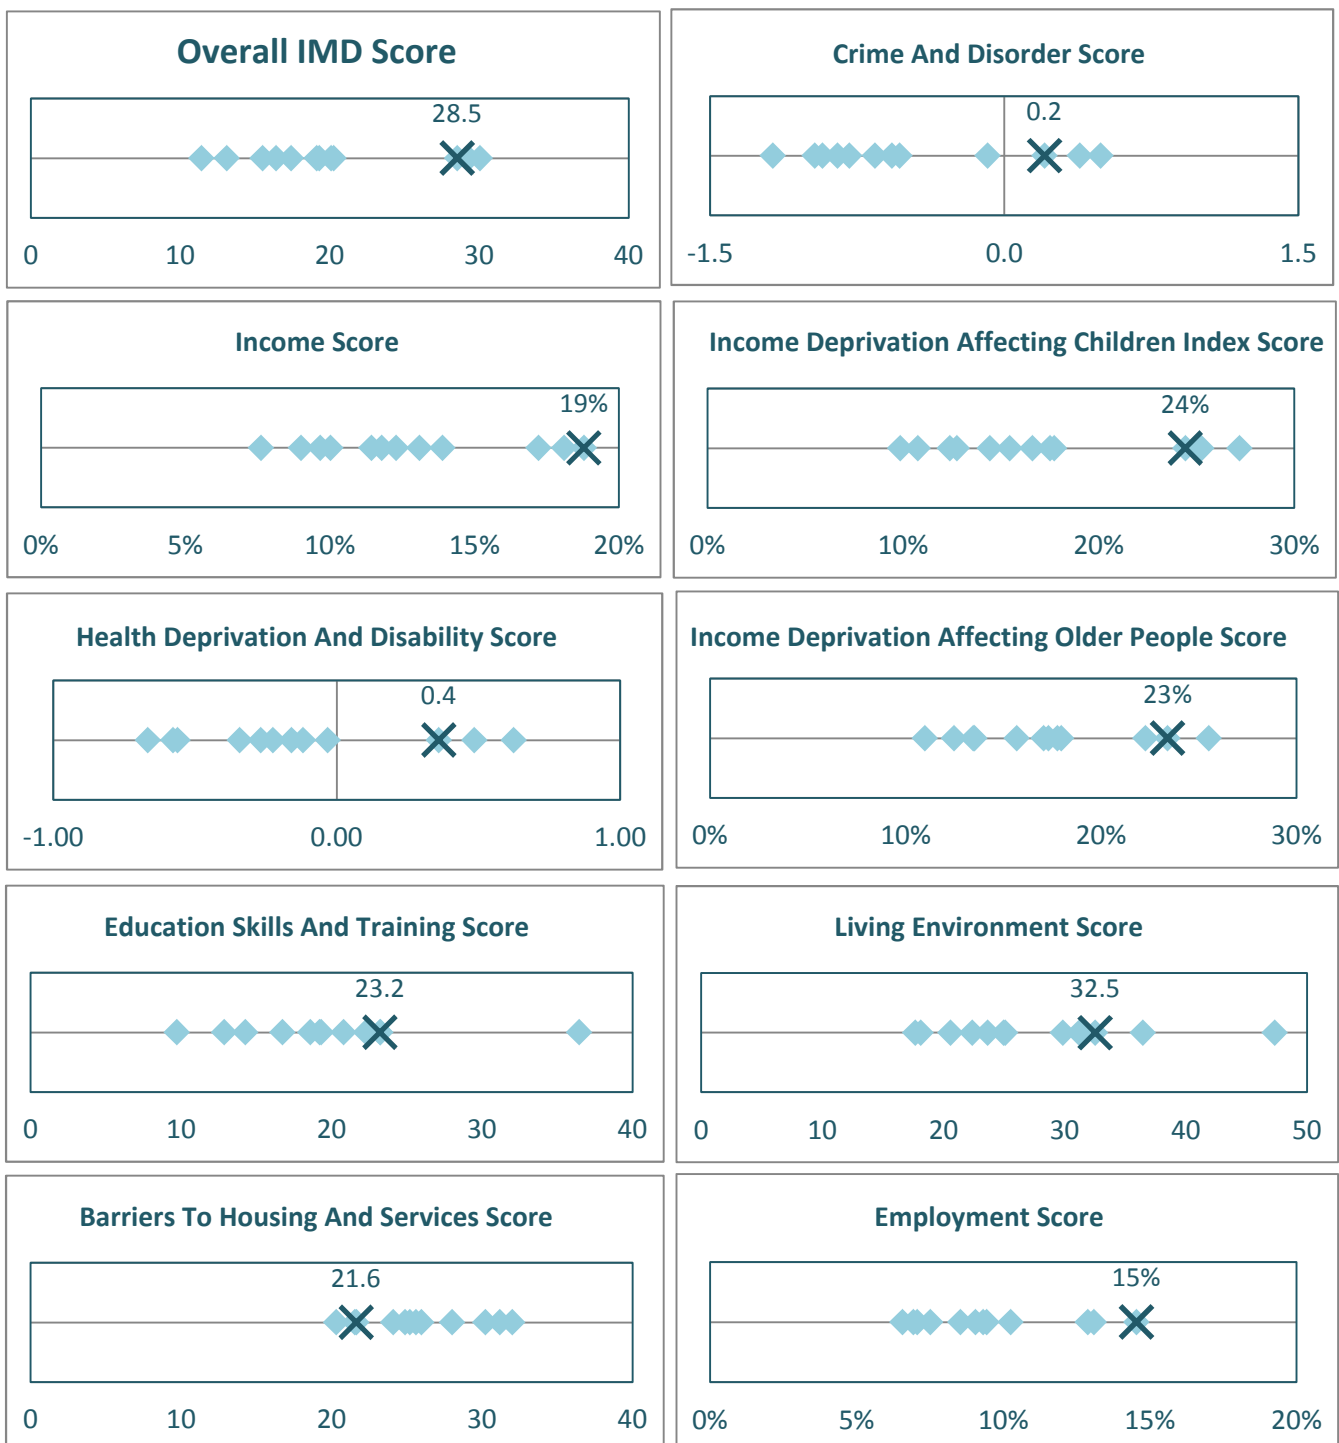 Overall IMD Score
28.5
0 10 20 30 40
Crime And Disorder Score
0.2
-1.5 0.0 1.5
Income Score
19%
0% 5% 10% 15% 20%
Income Deprivation Affecting Children Index Score
24%
0% 10% 20% 30%
Health Deprivation And Disability Score
0.4
-1.00 0.00 1.00
Income Deprivation Affecting Older People Score
23%
0% 10% 20% 30%
Education Skills And Training Score
23.2
0 10 20 30 40
Living Environment Score
32.5
0 10 20 30 40 50
Barriers To Housing And Services Score
21.6
0 10 20 30 40
Employment Score
15%
0% 5% 10% 15% 20%